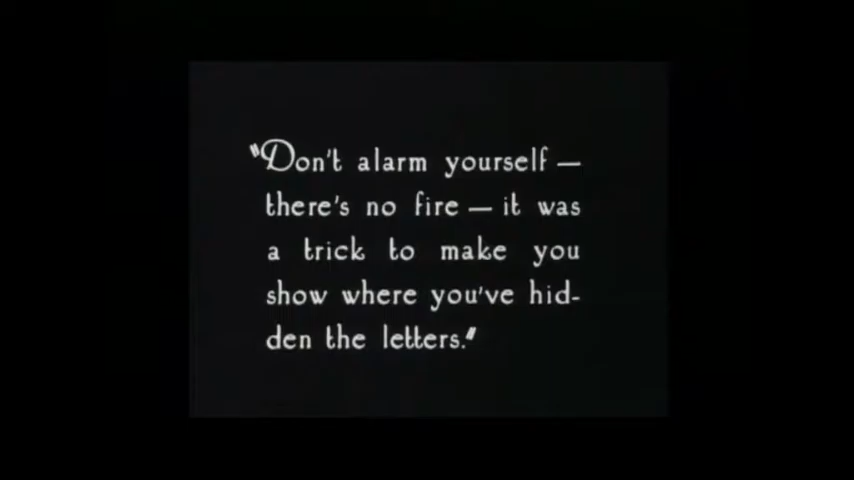 "Don't alarm yourself —
there's no fire — it was
a trick to make you
show where you've hid-
den the letters."